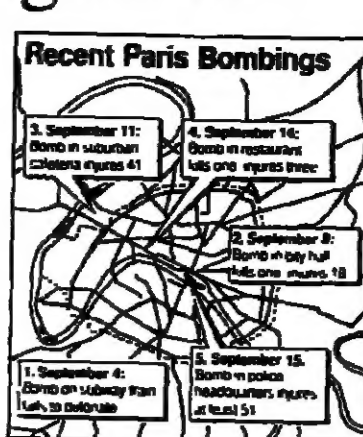 g
Recent Paris Bombings
3. September 11:
Bomb in suburban
cafeteria injures 41
4. September 14:
Bomb in restaurant
kills one injures three
2. September 8:
Bomb in city hall
kills one injures 18
1. September 4:
Bomb on subway train
fails to detonate
5. September 15.
Bomb in police
headquarters injures
at least 51